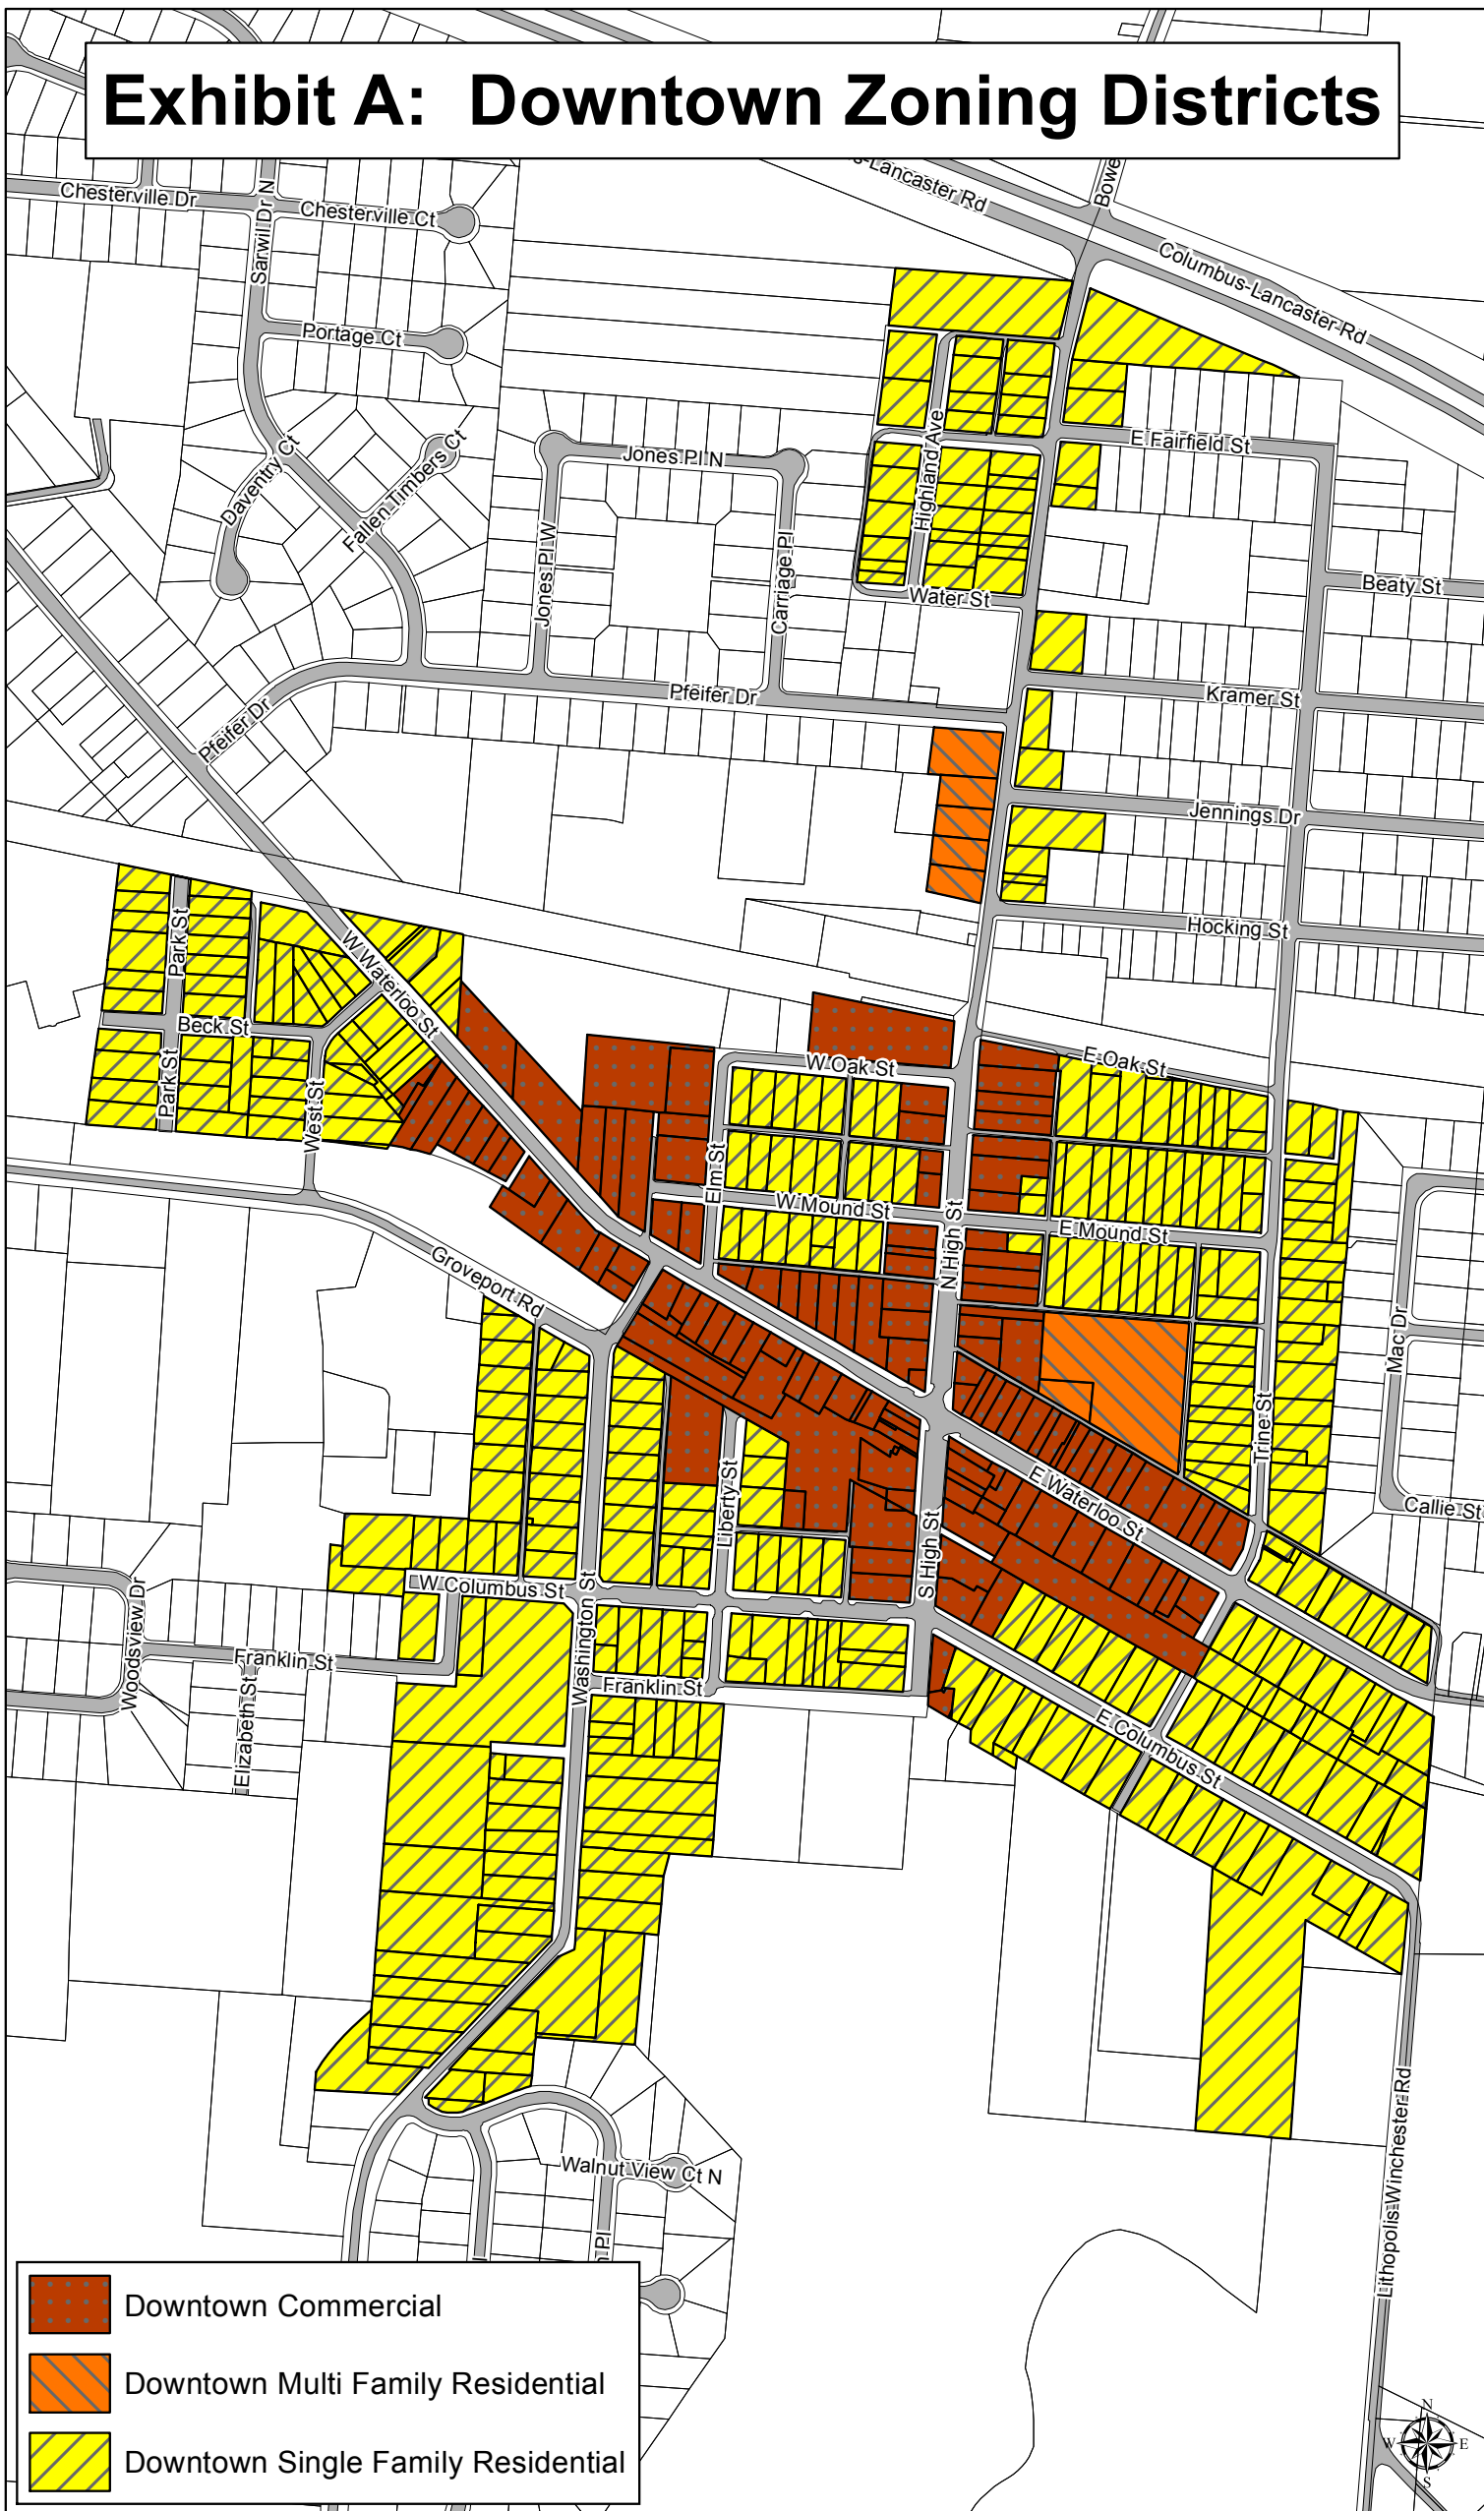 Exhibit A: Downtown Zoning Districts
s-Lancaster Rd
Bowe
Chesterville Dr
Sarwil Dr N
Chesterville Ct
Columbus-Lancaster Rd
Portage Ct
Highland Ave
E Fairfield St
Daventry Ct
Fallen Timbers Ct
Jones Pl N
Jones Pl W
Carriage Pl
Water St
Beaty St
Pfeifer Dr
Pfeifer Dr
Kramer St
Jennings Dr
Hocking St
Park St
W Waterloo St
Beck St
Park St
West St
W Oak St
E Oak St
Elm St
W Mound St
N High St
E Mound St
Groveport Rd
Mac Dr
Trine St
Liberty St
E Waterloo St
Callie St
S High St
W Columbus St
Washington St
Woodsview Dr
Franklin St
Elizabeth St
Franklin St
E Columbus St
Lithopolis-Winchester Rd
Walnut View Ct N
n Pl
Downtown Commercial
Downtown Multi Family Residential
Downtown Single Family Residential
N
W E
S